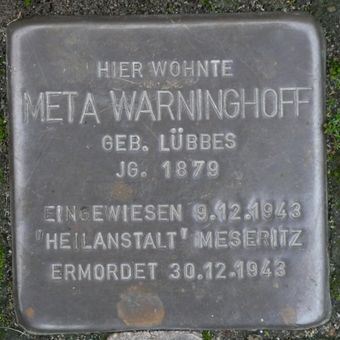 HIER WOHNTE
META WARNINGHOFF
GEB. LÜBBES
JG. 1879
EINGEWIESEN 9.12.1943
"HEILANSTALT" MESERITZ
ERMORDET 30.12.1943